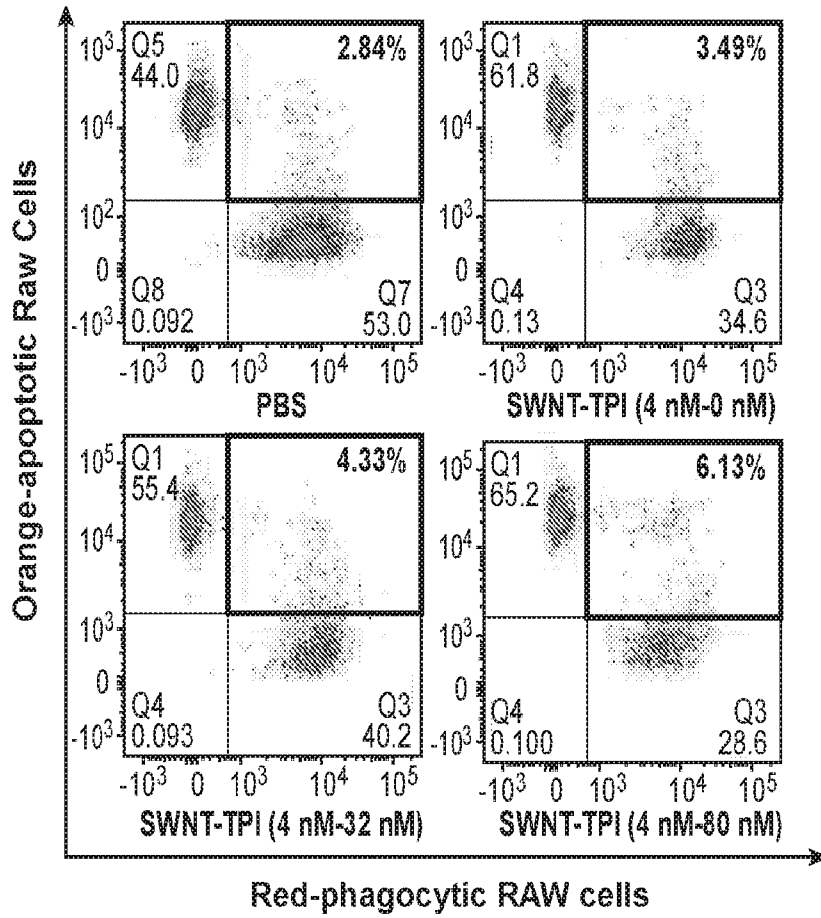 Orange-apoptotic Raw Cells
10³
10⁴
10²
0
-10³
Q5
44.0
2.84%
Q8
0.092
Q7
53.0
-10³ 0 10³ 10⁴ 10⁵
PBS
10³
10⁴
10³
0
-10³
Q1
61.8
3.49%
Q4
0.13
Q3
34.6
-10³ 0 10³ 10⁴ 10⁵
SWNT-TPI (4 nM-0 nM)
10⁵
10⁴
10³
0
-10³
Q1
55.4
4.33%
Q4
0.093
Q3
40.2
-10³ 0 10³ 10⁴ 10⁵
SWNT-TPI (4 nM-32 nM)
10⁵
10⁴
10³
0
-10³
Q1
65.2
6.13%
Q4
0.100
Q3
28.6
-10³ 0 10³ 10⁴ 10⁵
SWNT-TPI (4 nM-80 nM)
Red-phagocytic RAW cells